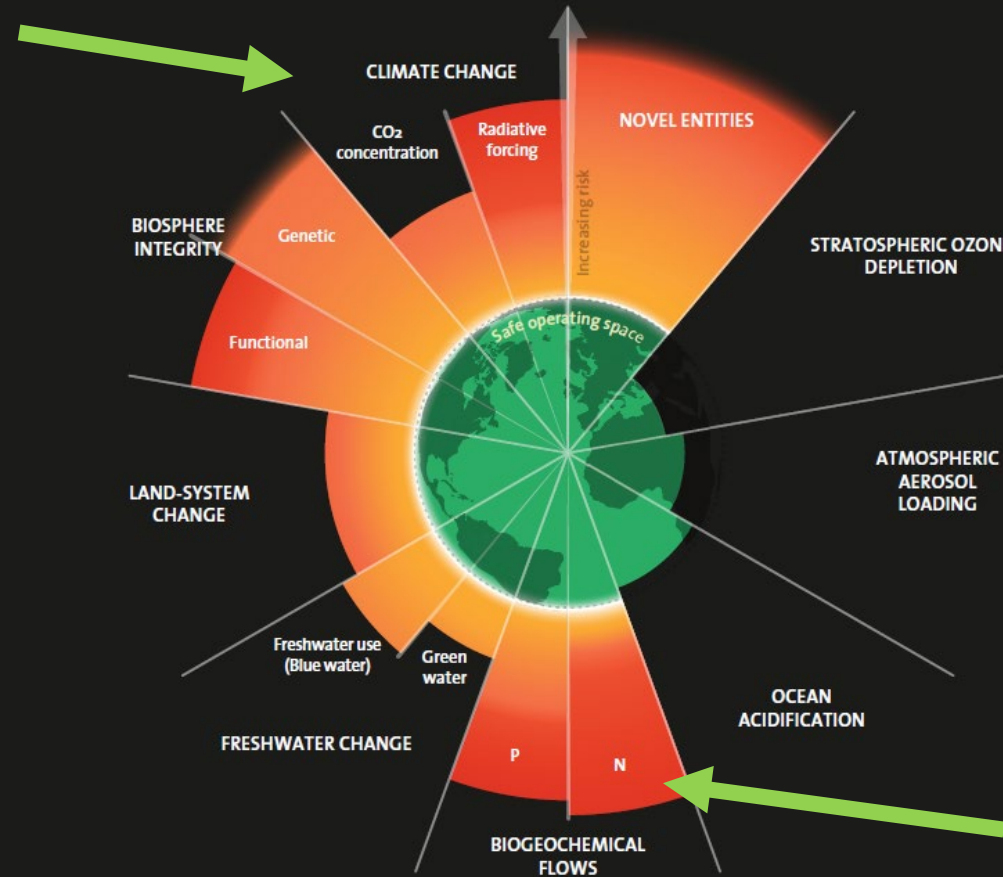 CLIMATE CHANGE
CO2
concentration
Radiative
forcing
Increasing risk
NOVEL ENTITIES
STRATOSPHERIC OZON
DEPLETION
ATMOSPHERIC
AEROSOL
LOADING
OCEAN
ACIDIFICATION
BIOGEOCHEMICAL
FLOWS
P
N
FRESHWATER CHANGE
Freshwater use
(Blue water)
Green
water
LAND-SYSTEM
CHANGE
BIOSPHERE
INTEGRITY
Genetic
Functional
Safe operating space